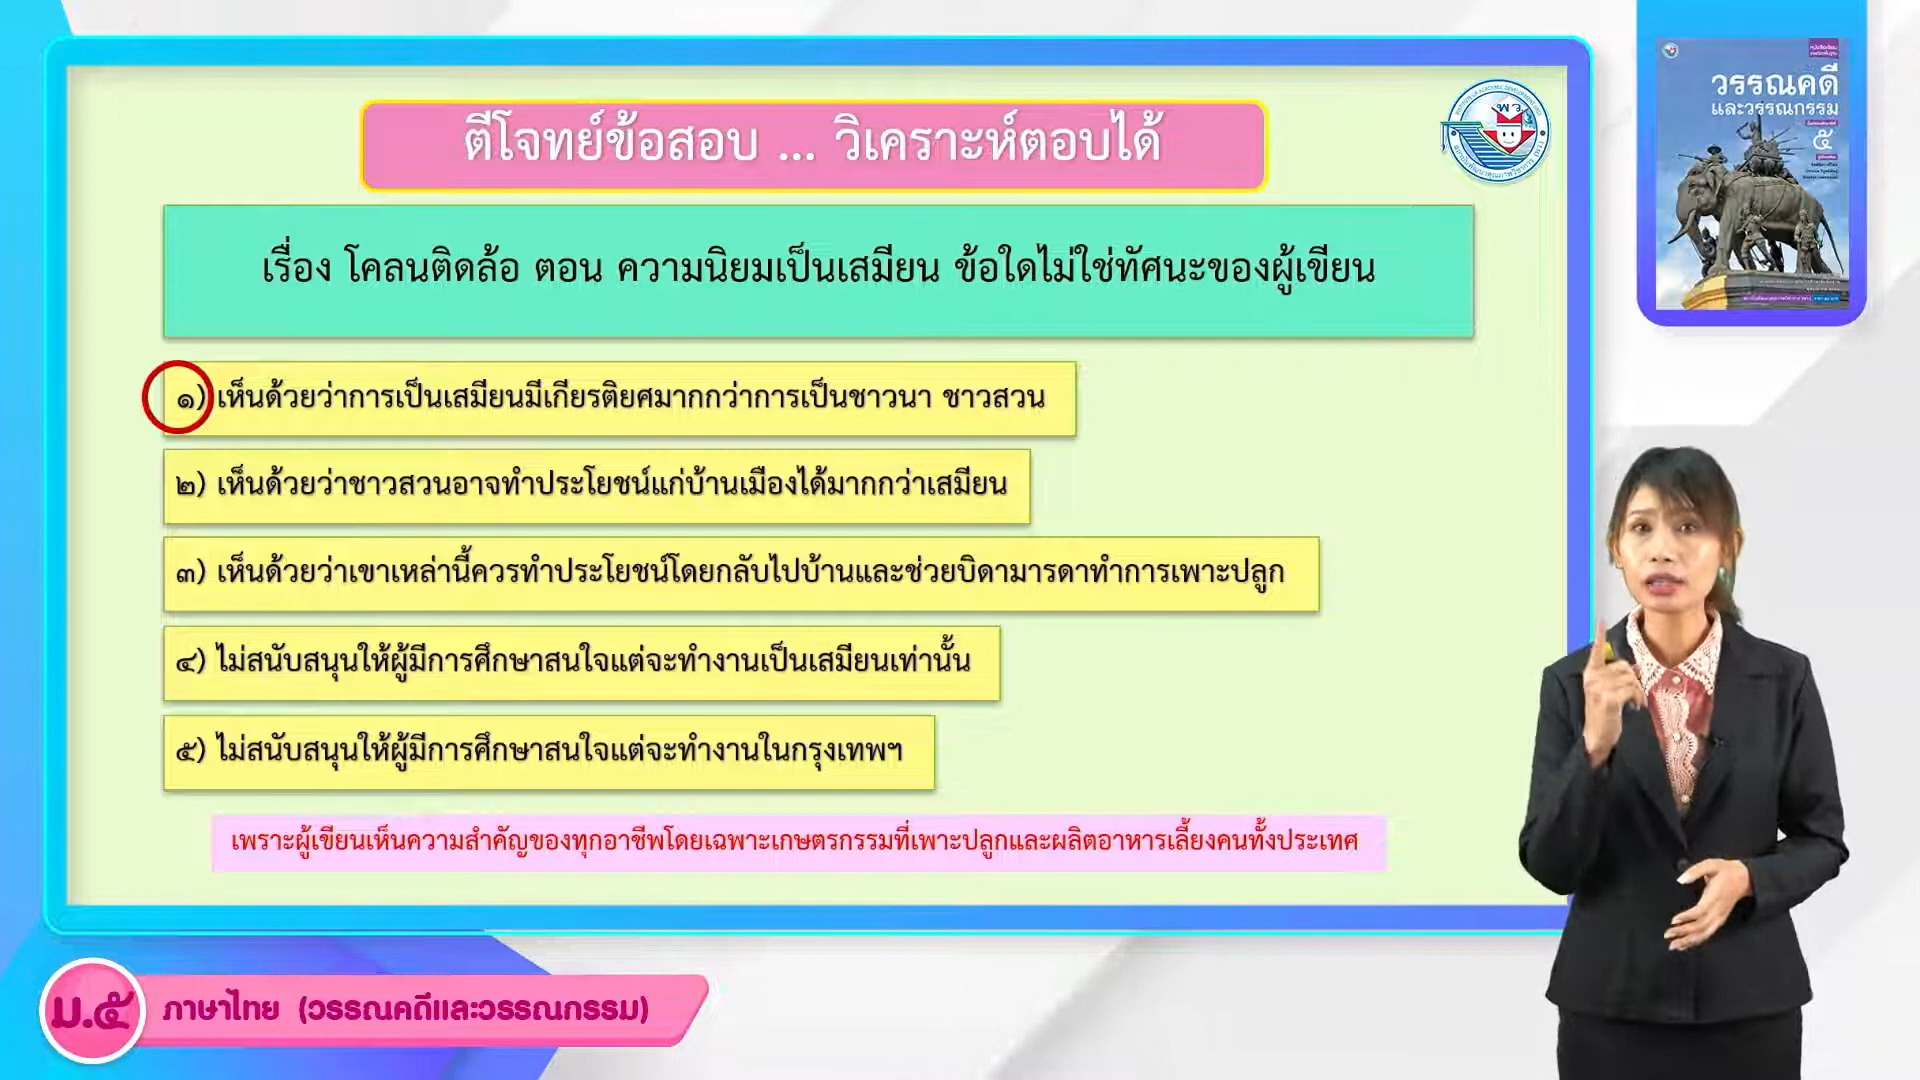 ตีโจทย์ข้อสอบ ... วิเคราะห์ตอบได้
เรื่อง โคลนติดล้อ ตอน ความนิยมเป็นเสมียน ข้อใดไม่ใช่ทัศนะของผู้เขียน
๑) เห็นด้วยว่าการเป็นเสมียนมีเกียรติยศมากกว่าการเป็นชาวนา ชาวสวน
๒) เห็นด้วยว่าชาวสวนอาจทำประโยชน์แก่บ้านเมืองได้มากกว่าเสมียน
๓) เห็นด้วยว่าเขาเหล่านี้ควรทำประโยชน์โดยกลับไปบ้านและช่วยบิดามารดาทำการเพาะปลูก
๔) ไม่สนับสนุนให้ผู้มีการศึกษาสนใจแต่จะทำงานเป็นเสมียนเท่านั้น
๕) ไม่สนับสนุนให้ผู้มีการศึกษาสนใจแต่จะทำงานในกรุงเทพฯ
เพราะผู้เขียนเห็นความสำคัญของทุกอาชีพโดยเฉพาะเกษตรกรรมที่เพาะปลูกและผลิตอาหารเลี้ยงคนทั้งประเทศ
พว.
วรรณคดี
และวรรณกรรม
๕
ม.๕ ภาษาไทย (วรรณคดีและวรรณกรรม)